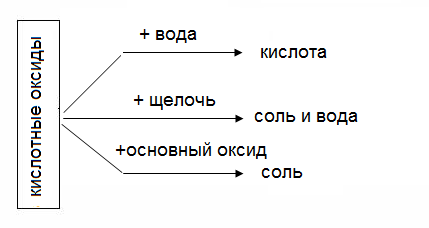 кислотные оксиды
+ вода
кислота
+ щелочь
соль и вода
+основный оксид
соль